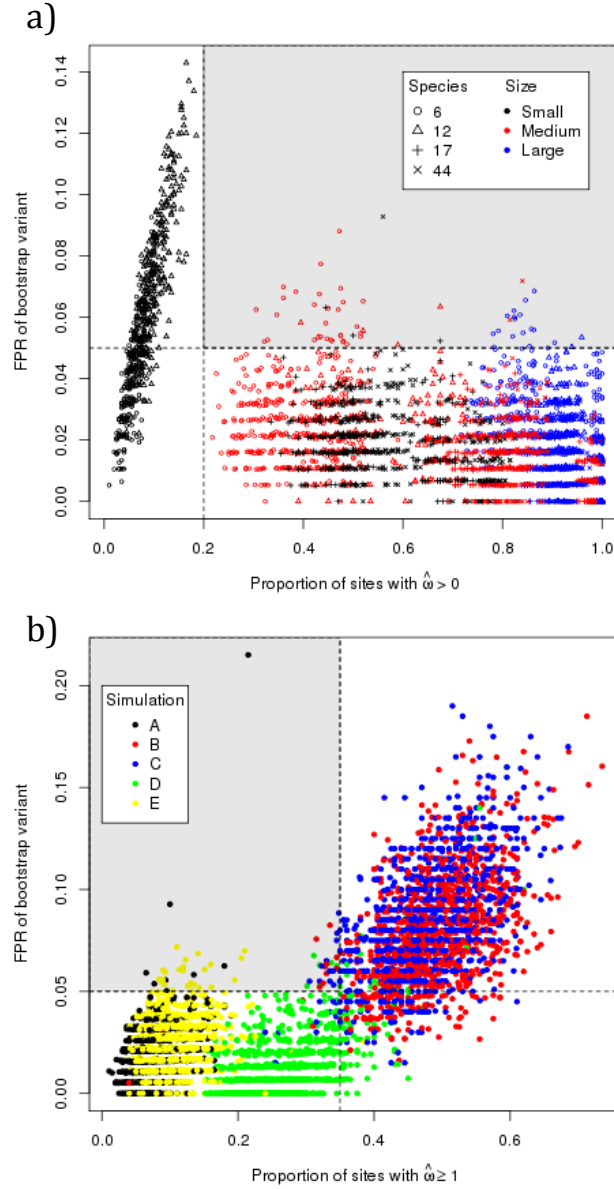 a)
0.14
0.12
0.10
0.08
0.06
0.04
0.02
0.00
FPR of bootstrap variant
Species Size
6 Small
12 Medium
17 Large
44
0.0 0.2 0.4 0.6 0.8 1.0
Proportion of sites with ω̂ > 0
b)
0.20
0.15
0.10
0.05
0.00
FPR of bootstrap variant
Simulation
A
B
C
D
E
0.0 0.2 0.4 0.6
Proportion of sites with ω̂ ≥ 1